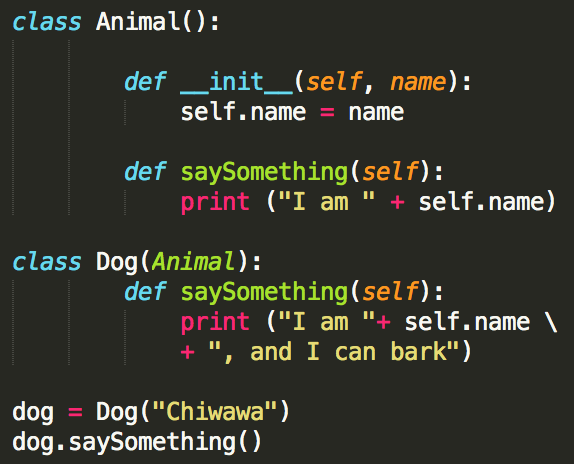 class Animal():
def __init__(self, name):
self.name = name
def saySomething(self):
print ("I am " + self.name)
class Dog(Animal):
def saySomething(self):
print ("I am "+ self.name \
+ ", and I can bark")
dog = Dog("Chiwawa")
dog.saySomething()